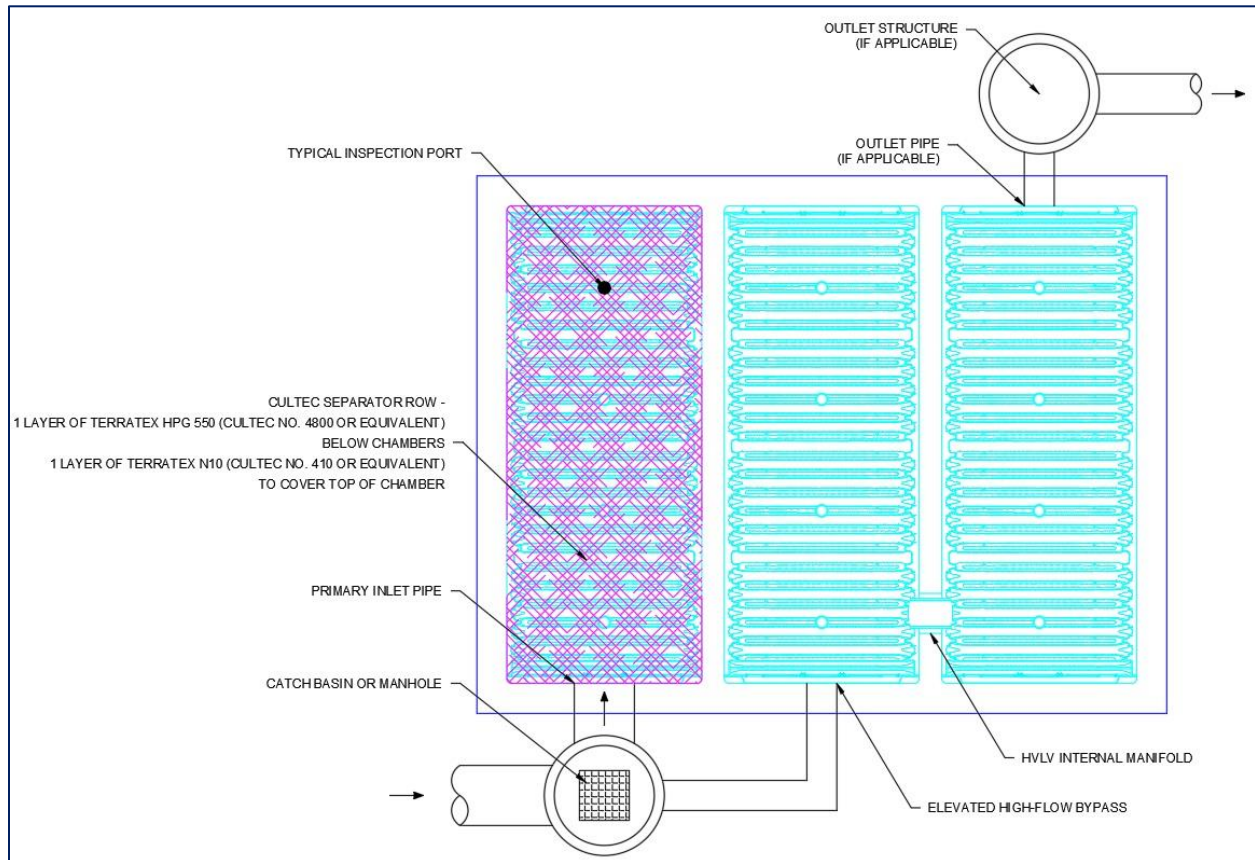 OUTLET STRUCTURE
(IF APPLICABLE)
TYPICAL INSPECTION PORT
OUTLET PIPE
(IF APPLICABLE)
CULTEC SEPARATOR ROW -
1 LAYER OF TERRATEX HPG 550 (CULTEC NO. 4800 OR EQUIVALENT)
BELOW CHAMBERS
1 LAYER OF TERRATEX N10 (CULTEC NO. 410 OR EQUIVALENT)
TO COVER TOP OF CHAMBER
PRIMARY INLET PIPE
CATCH BASIN OR MANHOLE
HVLV INTERNAL MANIFOLD
ELEVATED HIGH-FLOW BYPASS